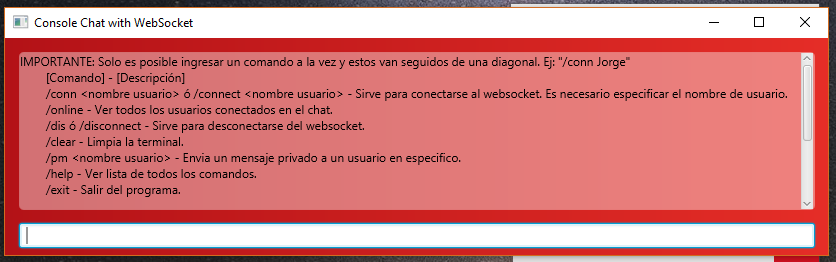 Console Chat with WebSocket
IMPORTANTE: Solo es posible ingresar un comando a la vez y estos van seguidos de una diagonal. Ej: "/conn Jorge"
[Comando] - [Descripción]
/conn <nombre usuario> ó /connect <nombre usuario> - Sirve para conectarse al websocket. Es necesario especificar el nombre de usuario.
/online - Ver todos los usuarios conectados en el chat.
/dis ó /disconnect - Sirve para desconectarse del websocket.
/clear - Limpia la terminal.
/pm <nombre usuario> - Envia un mensaje privado a un usuario en especifico.
/help - Ver lista de todos los comandos.
/exit - Salir del programa.